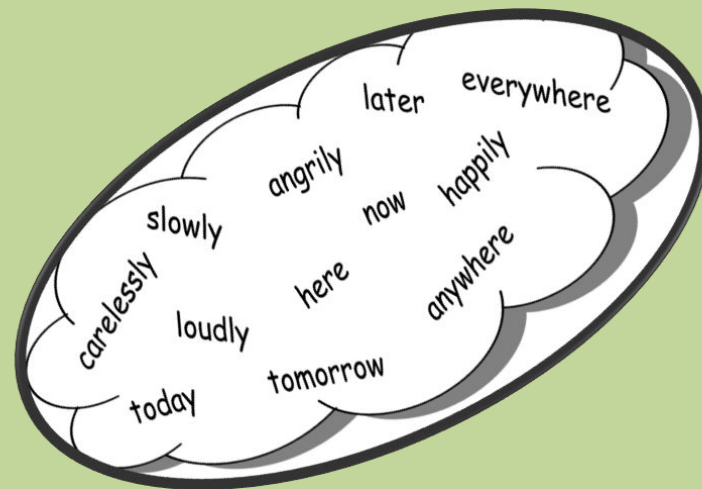 later
everywhere
angrily
happily
now
slowly
here
anywhere
carelessly
loudly
tomorrow
today